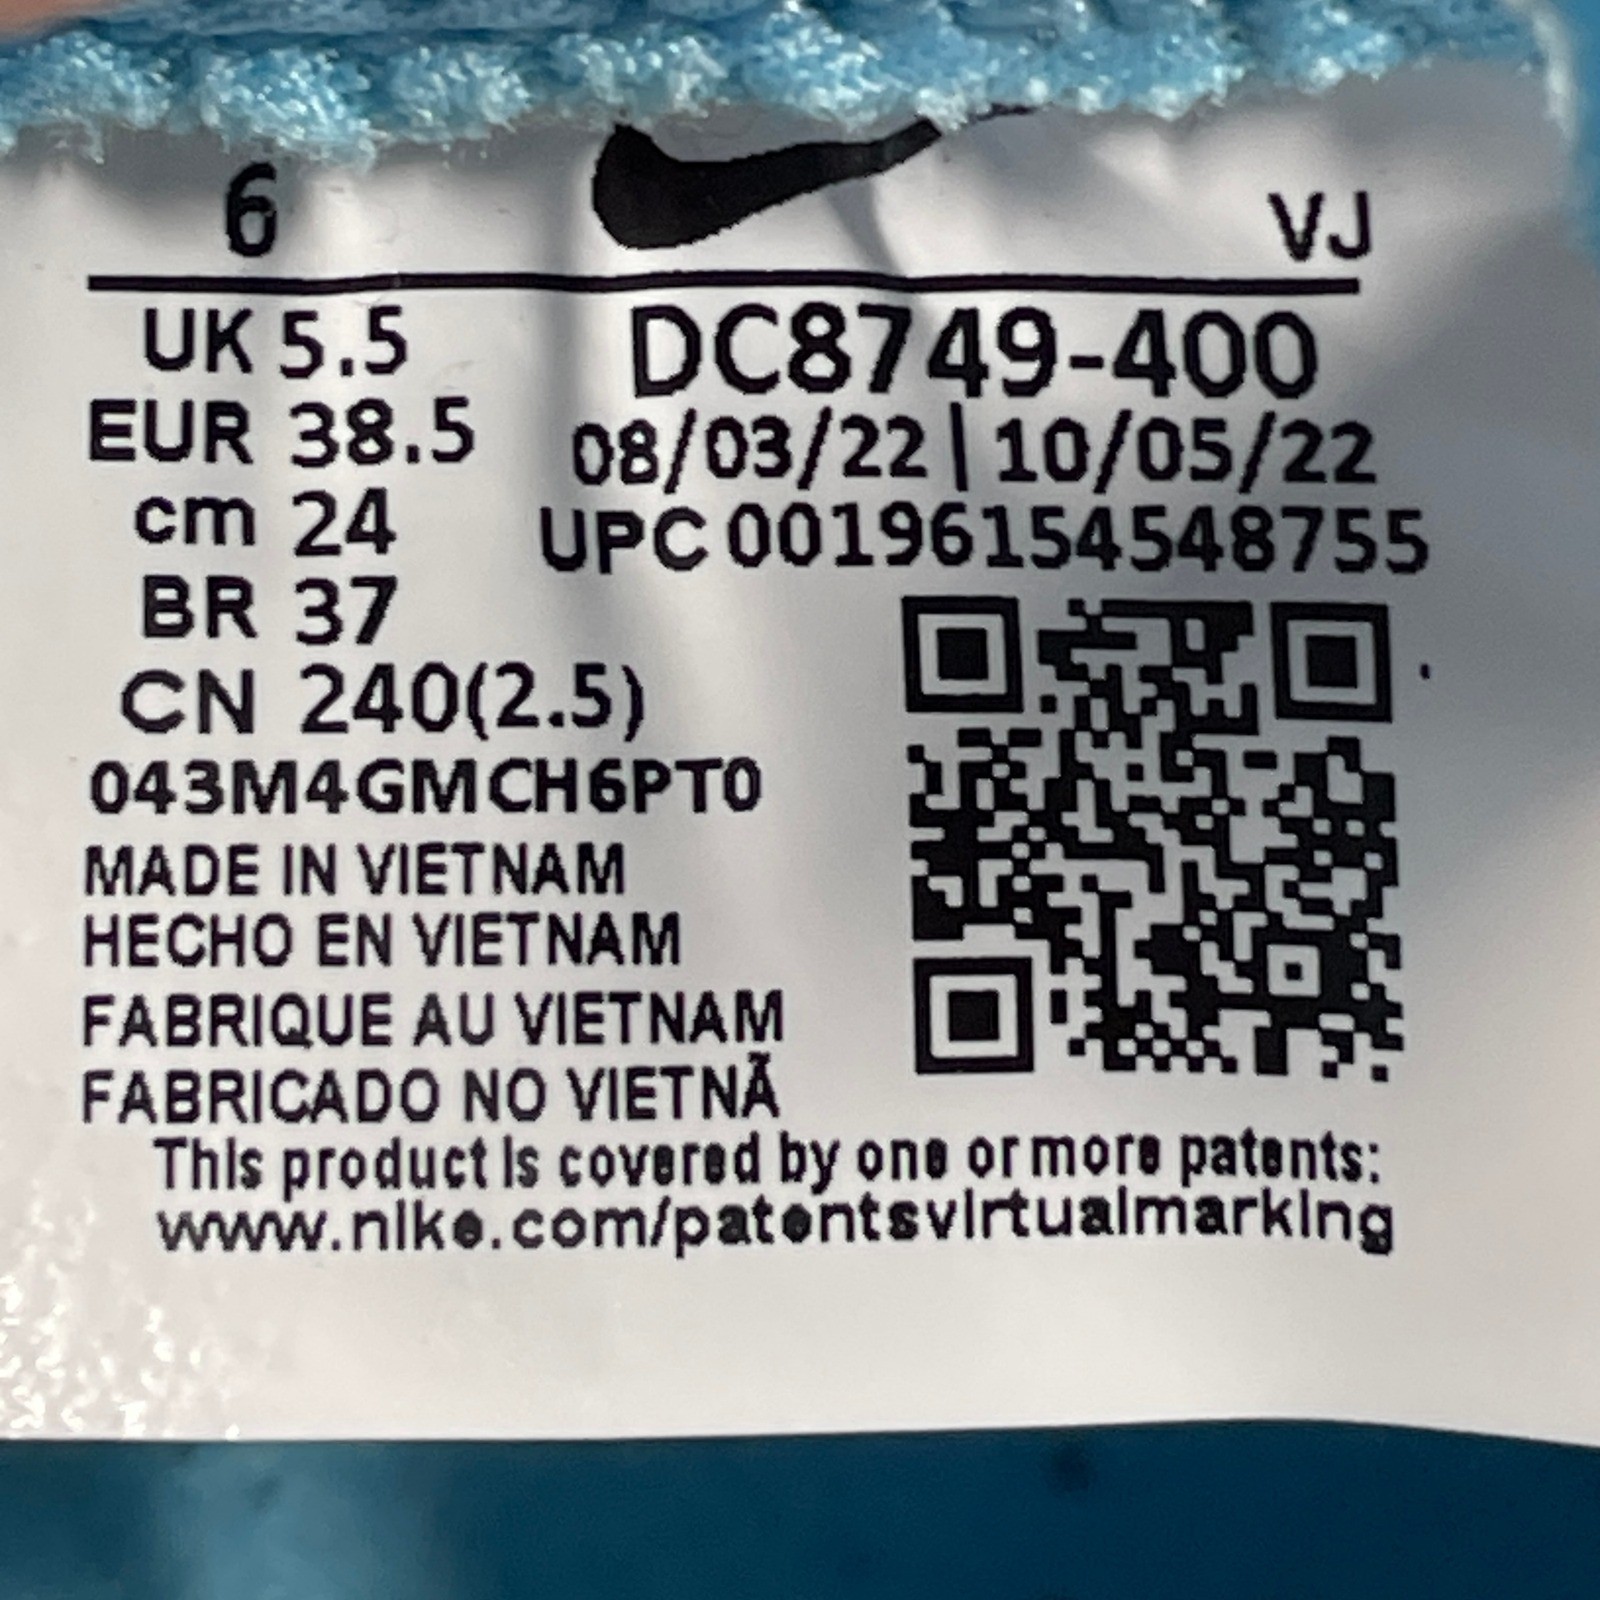 6 VJ
UK 5.5 DC8749-400
EUR 38.5 08/03/22 | 10/05/22
cm 24 UPC 00196154548755
BR 37
CN 240(2.5)
043M4GMCH6PT0
MADE IN VIETNAM
HECHO EN VIETNAM
FABRIQUE AU VIETNAM
FABRICADO NO VIETNÃ
This product is covered by one or more patents:
www.nike.com/patentsvirtualmarking